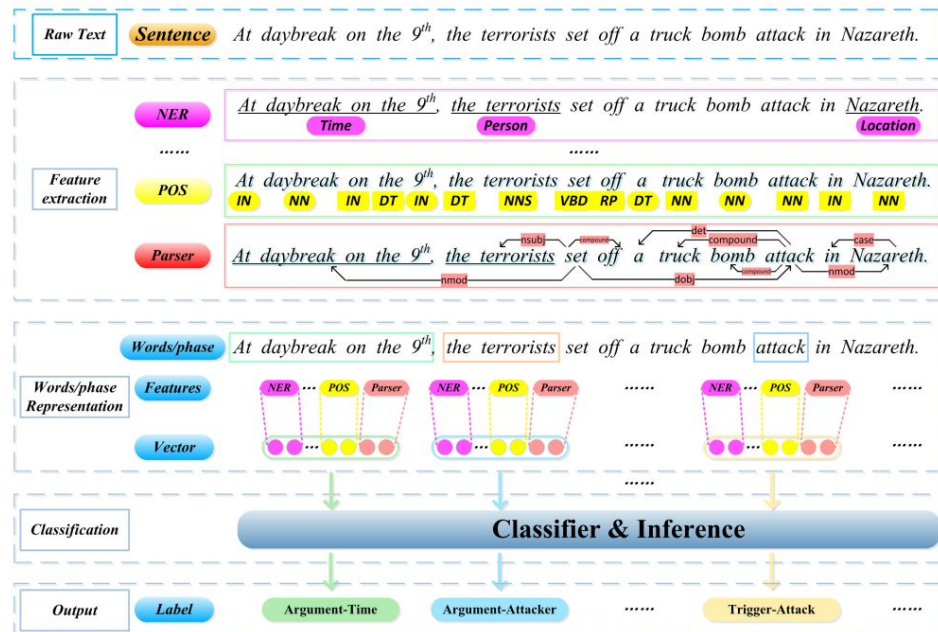 Raw Text Sentence At daybreak on the 9th, the terrorists set off a truck bomb attack in Nazareth.
NER At daybreak on the 9th, the terrorists set off a truck bomb attack in Nazareth.
Time Person Location
...... ......
Feature extraction
POS At daybreak on the 9th, the terrorists set off a truck bomb attack in Nazareth.
IN NN IN DT IN DT NNS VBD RP DT NN NN NN IN NN
det
nsubj compound compound case
Parser At daybreak on the 9th, the terrorists set off a truck bomb attack in Nazareth.
nmod dobj compound nmod
Words/phase At daybreak on the 9th, the terrorists set off a truck bomb attack in Nazareth.
Words/phase Representation
Features NER ... POS Parser NER ... POS Parser ...... NER ... POS Parser ......
Vector ... ... ...... ... ......
......
Classification Classifier & Inference
Output Label Argument-Time Argument-Attacker ...... Trigger-Attack ......